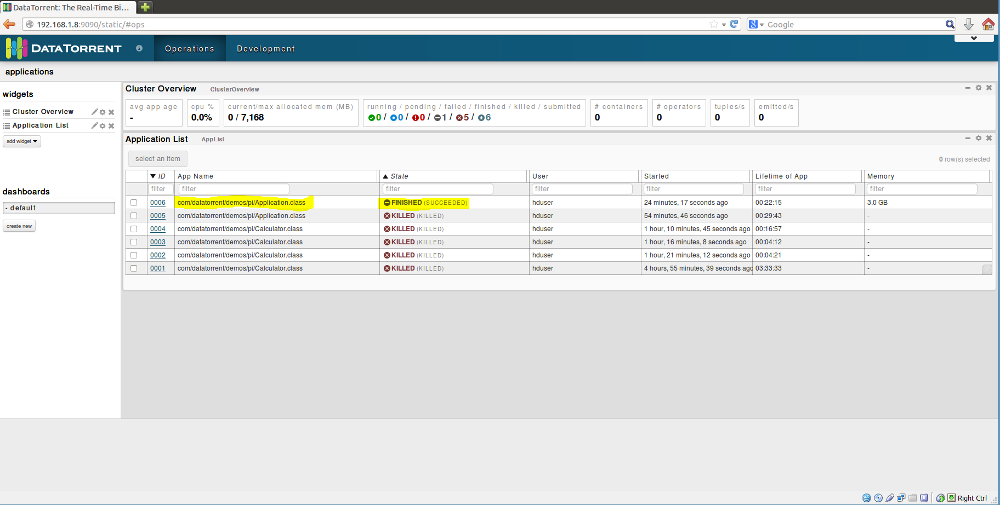 DataTorrent: The Real-Time Bi...
192.168.1.8:9090/static/#ops
Google
DATATORRENT
Operations
Development
applications
widgets
Cluster Overview
Application List
add widget
dashboards
• default
create new
Cluster Overview ClusterOverview
avg app age
-
cpu %
0.0%
current/max allocated mem (MB)
0 / 7,168
running / pending / failed / finished / killed / submitted
0 / 0 / 0 / 1 / 5 / 6
# containers
0
# operators
0
tuples/s
0
emitted/s
0
Application List AppList
select an item
0 row(s) selected
ID App Name State User Started Lifetime of App Memory
filter filter filter filter filter filter filter
0006 com/datatorrent/demos/pi/Application.class FINISHED (SUCCEEDED) hduser 24 minutes, 17 seconds ago 00:22:15 3.0 GB
0005 com/datatorrent/demos/pi/Application.class KILLED (KILLED) hduser 54 minutes, 46 seconds ago 00:29:43 -
0004 com/datatorrent/demos/pi/Calculator.class KILLED (KILLED) hduser 1 hour, 10 minutes, 45 seconds ago 00:16:57 -
0003 com/datatorrent/demos/pi/Calculator.class KILLED (KILLED) hduser 1 hour, 16 minutes, 8 seconds ago 00:04:12 -
0002 com/datatorrent/demos/pi/Calculator.class KILLED (KILLED) hduser 1 hour, 21 minutes, 12 seconds ago 00:04:21 -
0001 com/datatorrent/demos/pi/Calculator.class KILLED (KILLED) hduser 4 hours, 55 minutes, 39 seconds ago 03:33:33 -
Right Ctrl